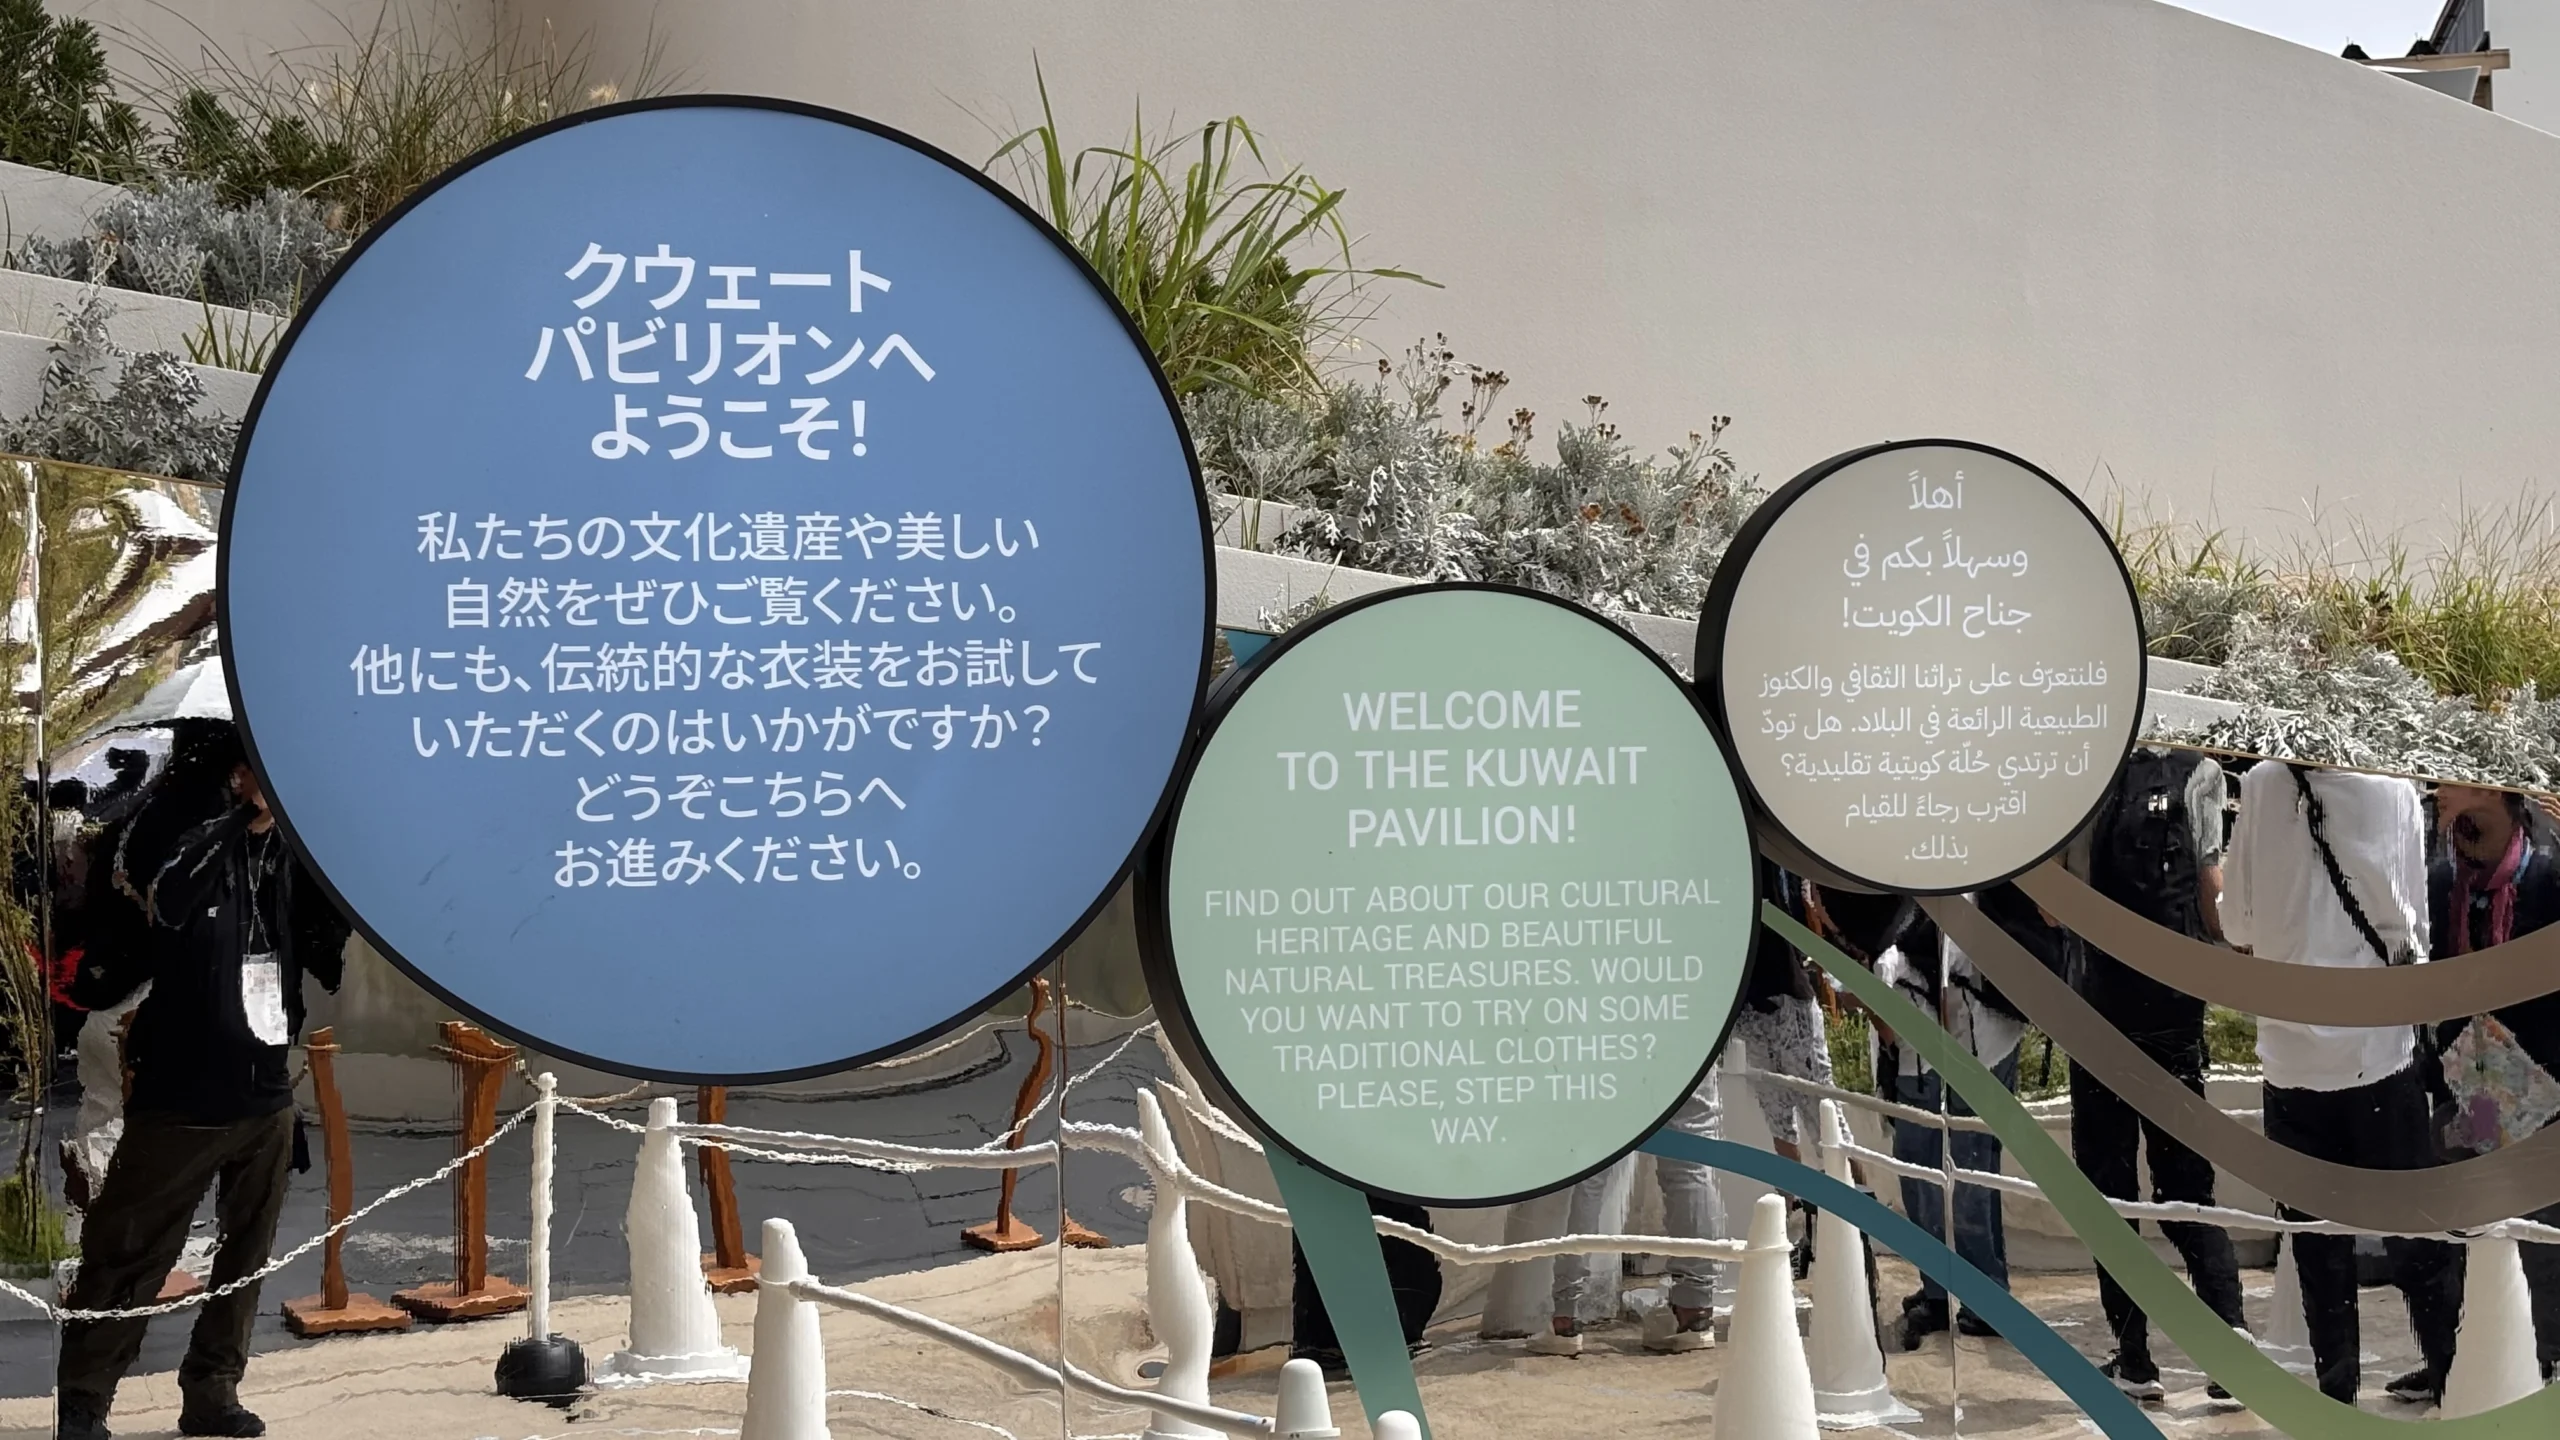 クウェート
パビリオンへ
ようこそ！
私たちの文化遺産や美しい
自然をぜひご覧ください。
他にも、伝統的な衣装をお試しして
いただくのはいかがですか？
どうぞこちらへ
お進みください。
WELCOME
TO THE KUWAIT
PAVILION!
FIND OUT ABOUT OUR CULTURAL
HERITAGE AND BEAUTIFUL
NATURAL TREASURES. WOULD
YOU WANT TO TRY ON SOME
TRADITIONAL CLOTHES?
PLEASE, STEP THIS
WAY.
أهلاً
وسهلاً بكم في
جناح الكويت!
فلنتعرّف على تراثنا الثقافي والكنوز
الطبيعية الرائعة في البلاد. هل تودّ
أن ترتدي حُلّة كويتية تقليدية؟
اقترب رجاءً للقيام
بذلك.